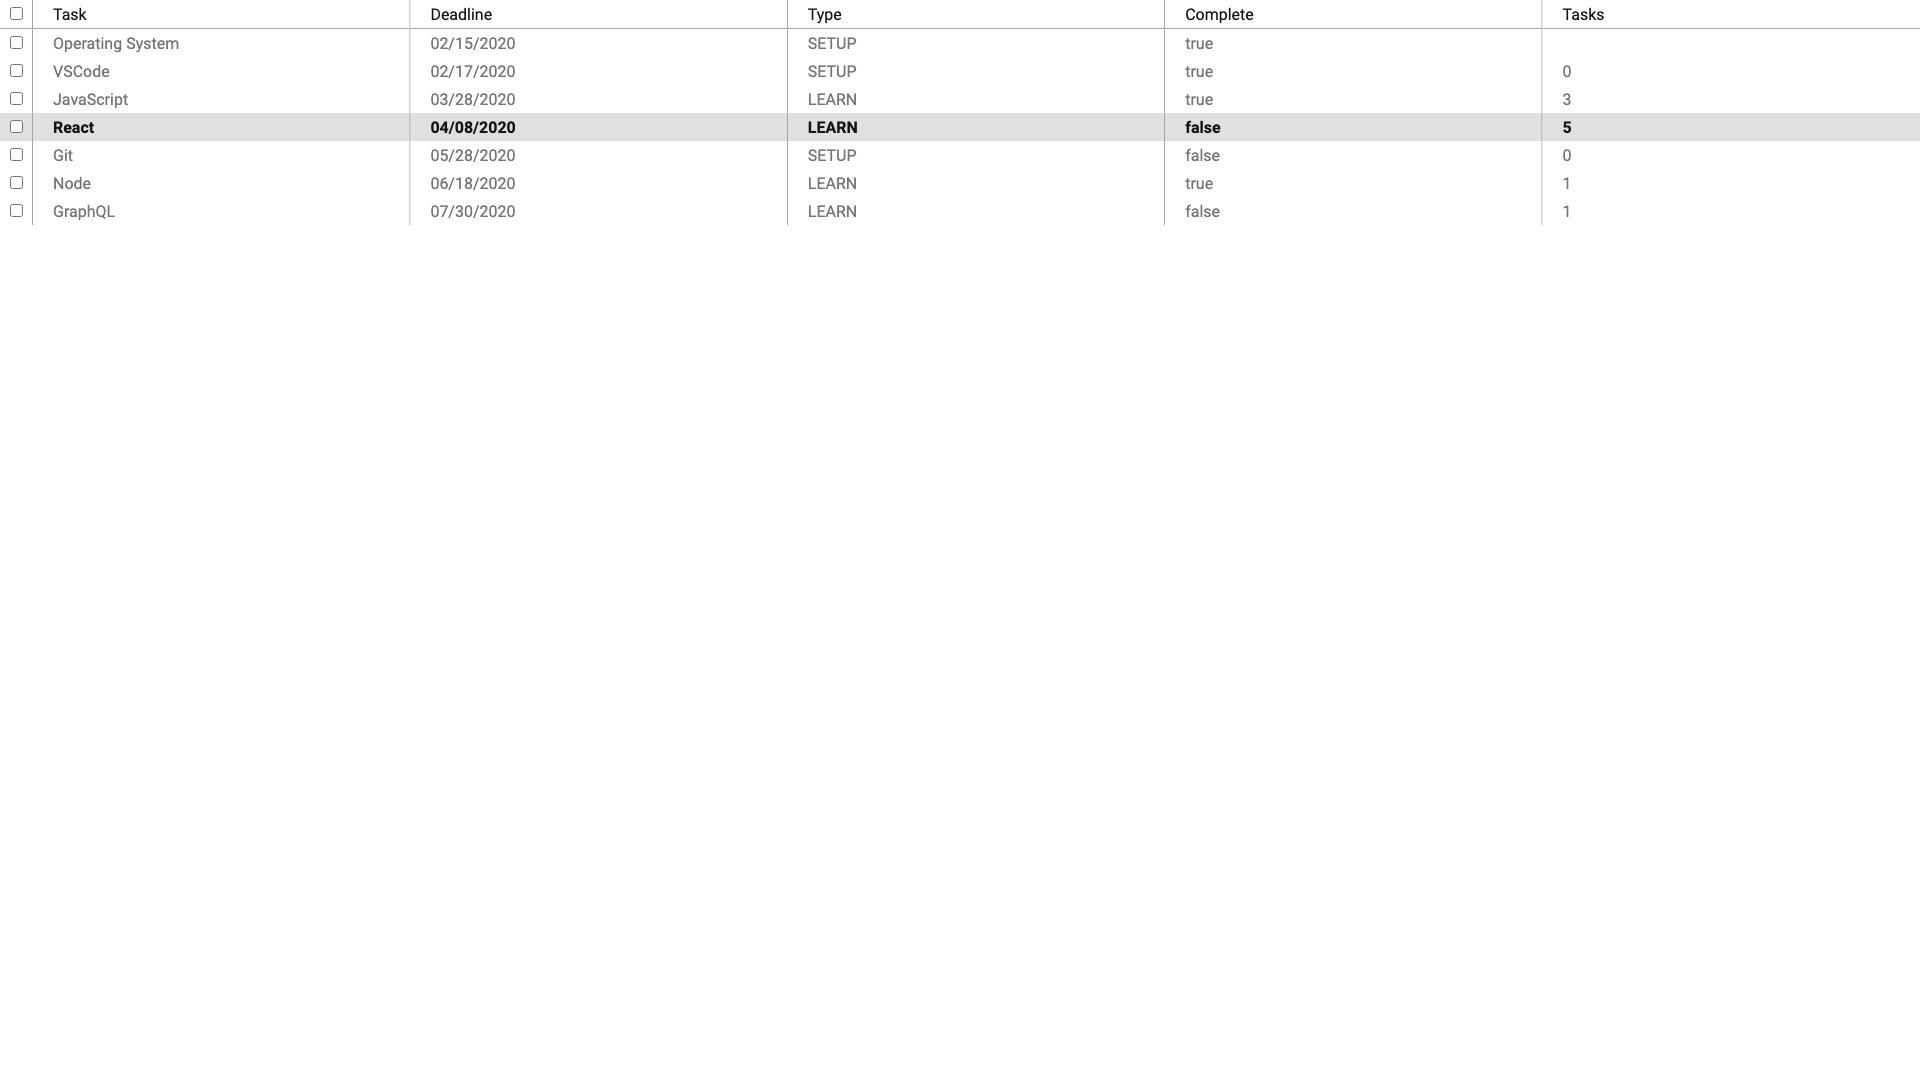 Task Deadline Type Complete Tasks
Operating System 02/15/2020 SETUP true
VSCode 02/17/2020 SETUP true 0
JavaScript 03/28/2020 LEARN true 3
React 04/08/2020 LEARN false 5
Git 05/28/2020 SETUP false 0
Node 06/18/2020 LEARN true 1
GraphQL 07/30/2020 LEARN false 1